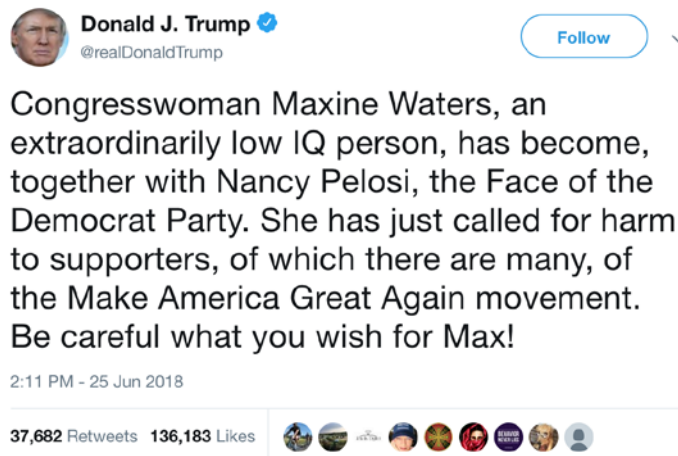 Donald J. Trump
@realDonaldTrump
Follow
Congresswoman Maxine Waters, an
extraordinarily low IQ person, has become,
together with Nancy Pelosi, the Face of the
Democrat Party. She has just called for harm
to supporters, of which there are many, of
the Make America Great Again movement.
Be careful what you wish for Max!
2:11 PM - 25 Jun 2018
37,682 Retweets 136,183 Likes